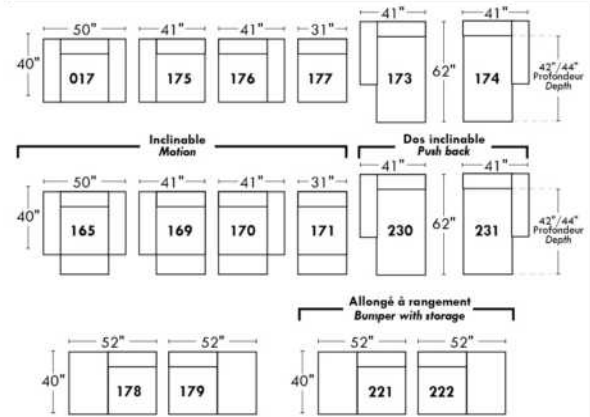 50" 41" 41" 31" 41" 41"
40" 017 175 176 177 173 62" 174 42"/44"
Profondeur
Depth
Inclinable
Motion
Dos inclinable
Push back
50" 41" 41" 31" 41" 41"
40" 165 169 170 171 230 62" 231 42"/44"
Profondeur
Depth
Allongé à rangement
Bumper with storage
52" 52" 52" 52"
40" 178 179 40" 221 222